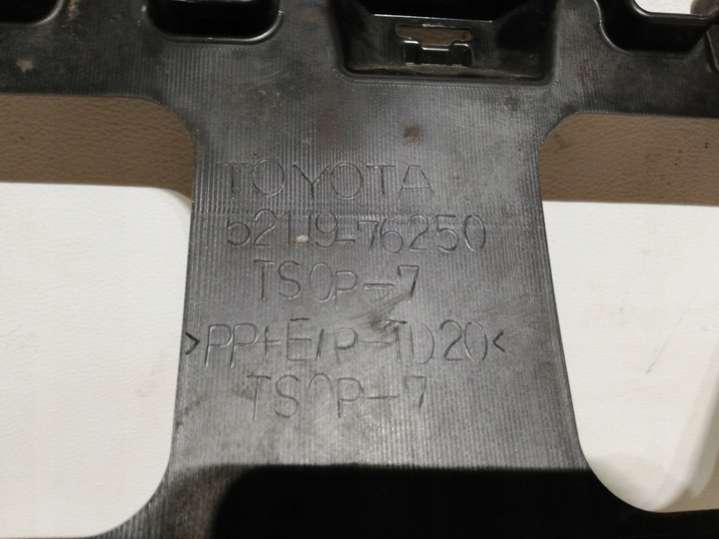 TOYOTA
52119-76250
TSOP-7
>PP+E/P-TD20<
TSOP-7